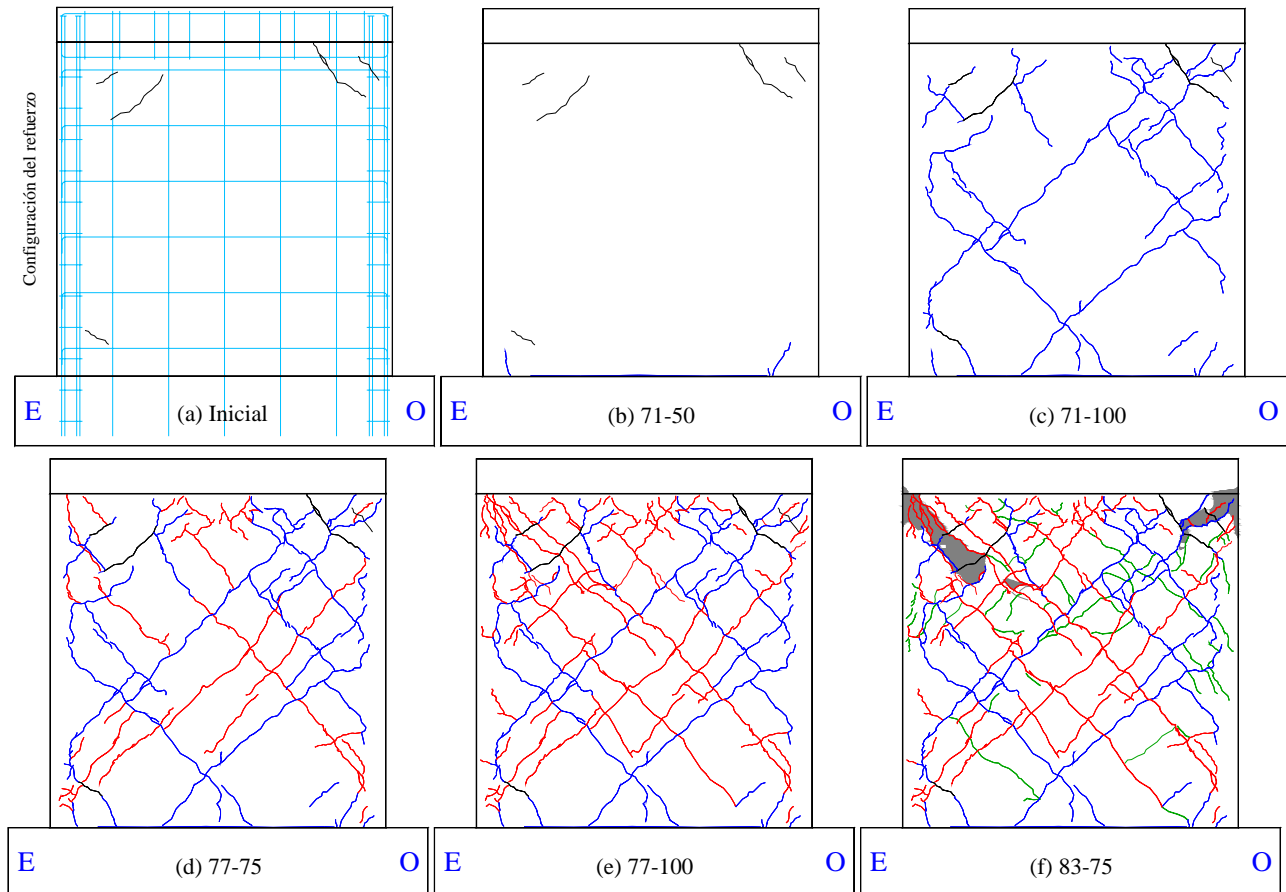 Configuración del refuerzo
E (a) Inicial O
E (b) 71-50 O
E (c) 71-100 O
E (d) 77-75 O
E (e) 77-100 O
E (f) 83-75 O